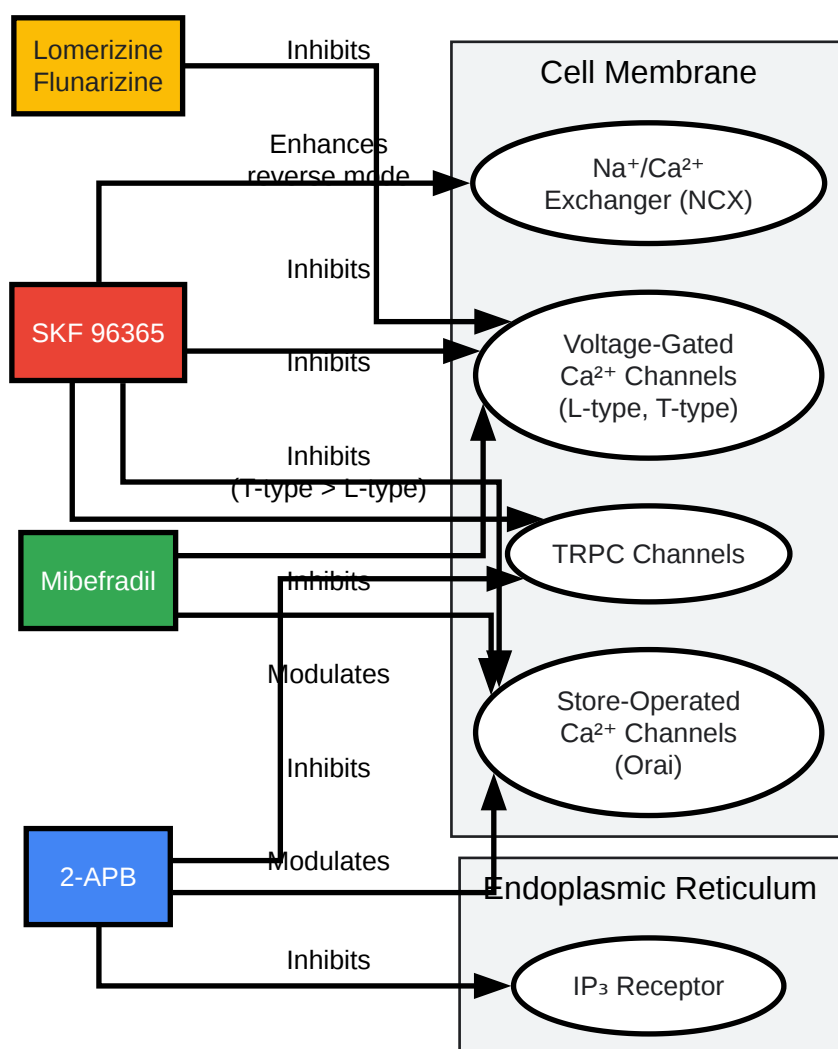 Lomerizine
Flunarizine
Inhibits
Cell Membrane
Enhances
reverse mode
Na⁺/Ca²⁺
Exchanger (NCX)
Inhibits
SKF 96365
Voltage-Gated
Ca²⁺ Channels
(L-type, T-type)
Inhibits
Inhibits
(T-type > L-type)
TRPC Channels
Mibefradil
Inhibits
Modulates
Store-Operated
Ca²⁺ Channels
(Orai)
Inhibits
2-APB
Modulates
Endoplasmic Reticulum
Inhibits
IP₃ Receptor